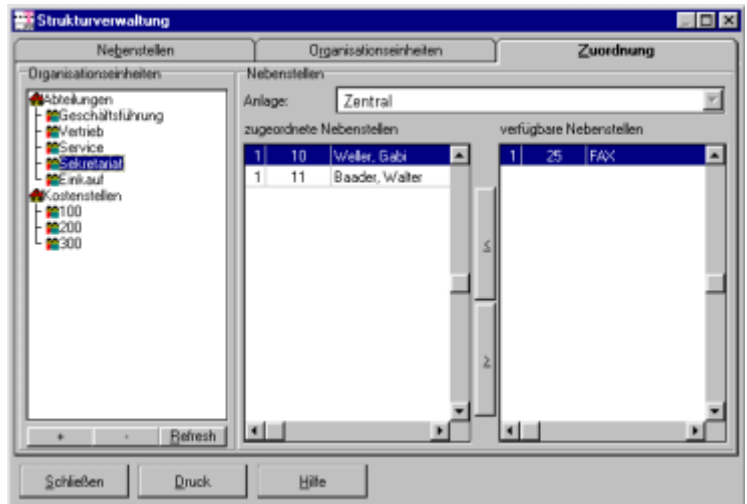 Strukturverwaltung
Nebenstellen Organisationseinheiten Zuordnung
Organisationseinheiten
Abteilungen
Geschäftsführung
Vertrieb
Service
Sekretariat
Einkauf
Kostenstellen
100
200
300
+ - Refresh
Nebenstellen
Anlage: Zentral
zugeordnete Nebenstellen
1 10 Weller, Gabi
1 11 Baader, Walter
≤
≥
verfügbare Nebenstellen
1 25 FAX
Schließen Druck Hilfe